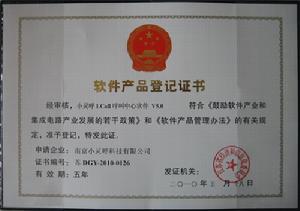 软件产品登记证书
经审核，小灵呼LCall呼叫中心软件 V5.0 符合《鼓励软件产业和
集成电路产业发展的若干政策》和《软件产品管理办法》的有关规
定，准予登记，特发此证.
申请企业：南京小灵呼科技有限公司
证书编号：苏DGY-2010-0126
有效期：五年
发证机关：
二〇一〇年 月八日